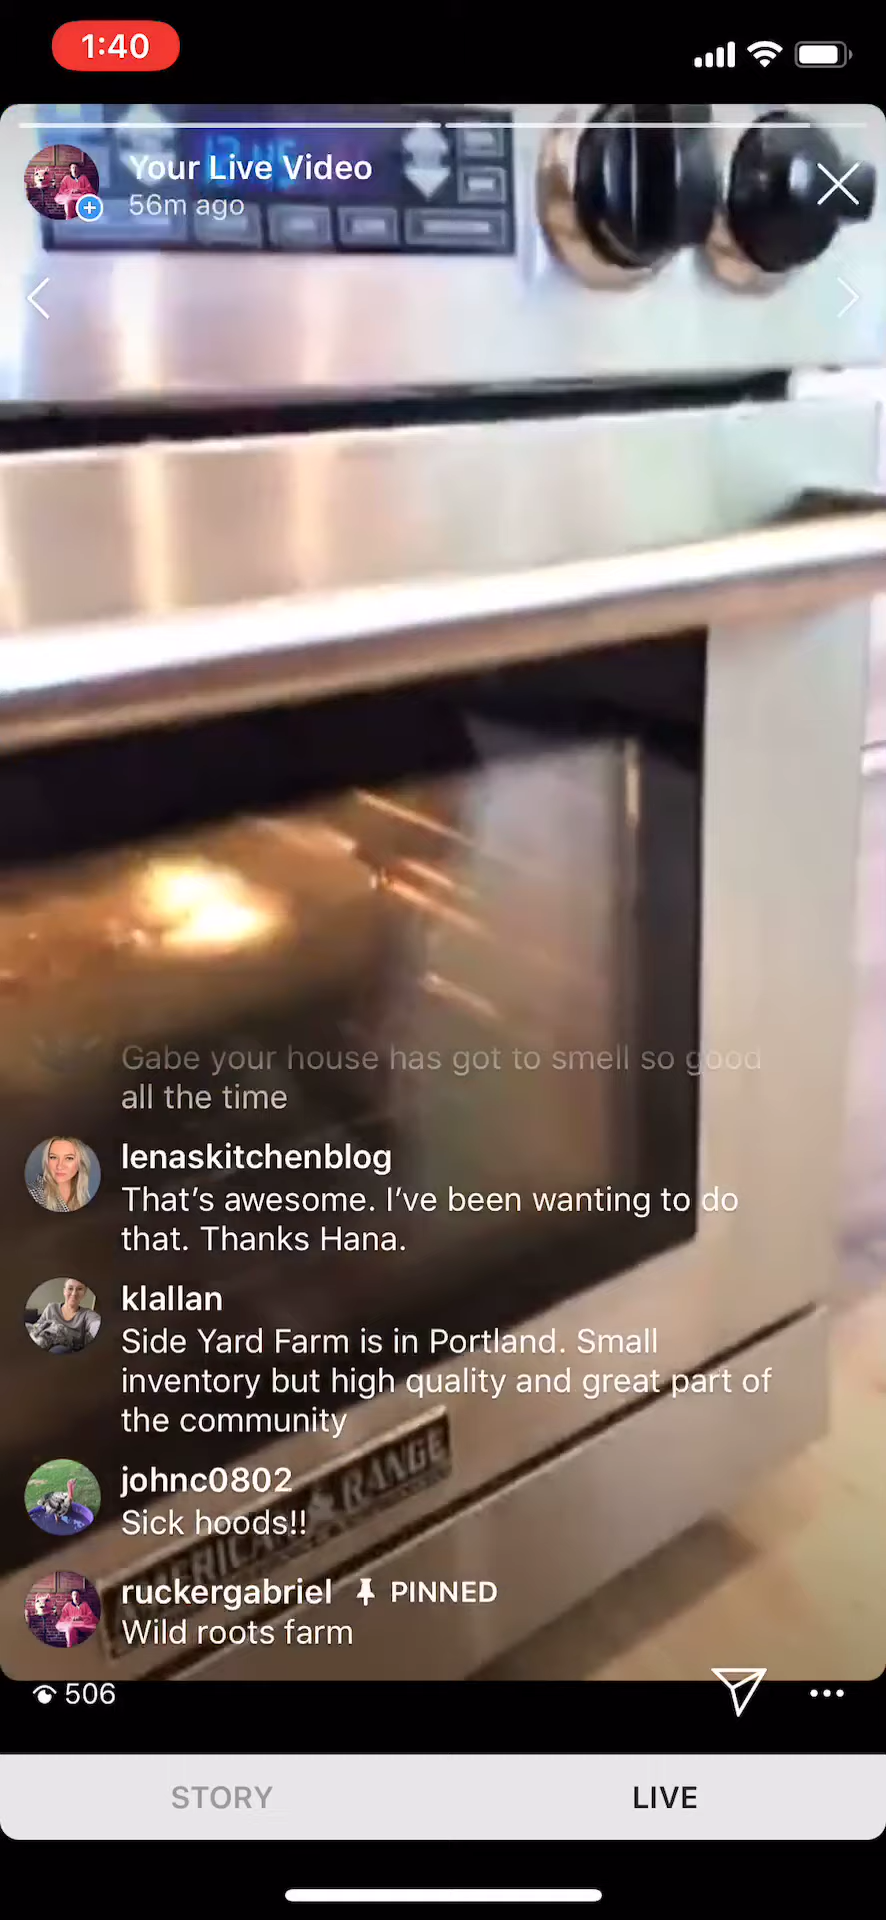 1:40
Your Live Video
56m ago
Gabe your house has got to smell so good
all the time
lenaskitchenblog
That's awesome. I've been wanting to do
that. Thanks Hana.
klallan
Side Yard Farm is in Portland. Small
inventory but high quality and great part of
the community
johnc0802
Sick hoods!!
AMERICAN RANGE
ruckergabriel PINNED
Wild roots farm
506
STORY
LIVE